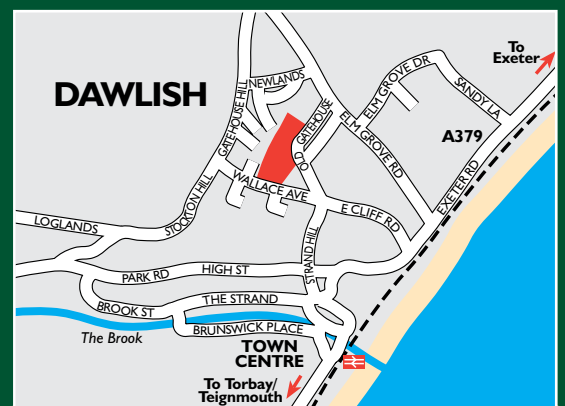 To
Exeter
DAWLISH
NEWLANDS
GATEHOUSE HILL
ELM GROVE DR
SANDY LA
OLD GATEHOUSE
ELM GROVE RD
A379
EXETER RD
WALLACE AVE
STOCKTON HILL
E CLIFF RD
LOGLANDS
STRAND HILL
PARK RD
HIGH ST
BROOK ST
THE STRAND
BRUNSWICK PLACE
The Brook
TOWN
CENTRE
To Torbay/
Teignmouth